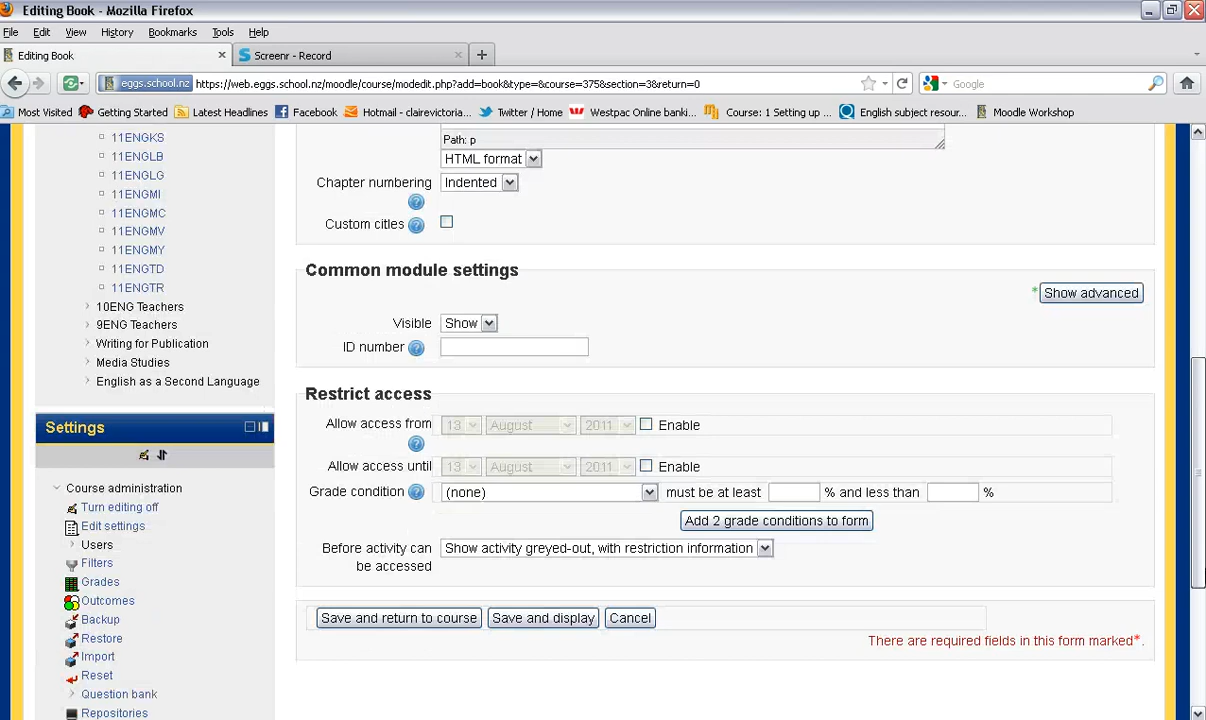 Editing Book - Mozilla Firefox
File Edit View History Bookmarks Tools Help
Editing Book × S Screenr - Record × +
eggs.school.nz https://web.eggs.school.nz/moodle/course/modedit.php?add=book&type=&course=375&section=3&return=0 Google
Most Visited Getting Started Latest Headlines Facebook Hotmail - clairevictoria... Twitter / Home Westpac Online banki... Course: 1 Setting up ... English subject resour... Moodle Workshop
11ENGKS
11ENGLB
11ENGLG
11ENGMI
11ENGMC
11ENGMV
11ENGMY
11ENGTD
11ENGTR
10ENG Teachers
9ENG Teachers
Writing for Publication
Media Studies
English as a Second Language
Settings
Course administration
Turn editing off
Edit settings
Users
Filters
Grades
Outcomes
Backup
Restore
Import
Reset
Question bank
Repositories
Path: p
HTML format
Chapter numbering Indented
Custom citles
Common module settings
* Show advanced
Visible Show
ID number
Restrict access
Allow access from 13 August 2011 Enable
Allow access until 13 August 2011 Enable
Grade condition (none) must be at least % and less than %
Add 2 grade conditions to form
Before activity can Show activity greyed-out, with restriction information
be accessed
Save and return to course Save and display Cancel
There are required fields in this form marked*.